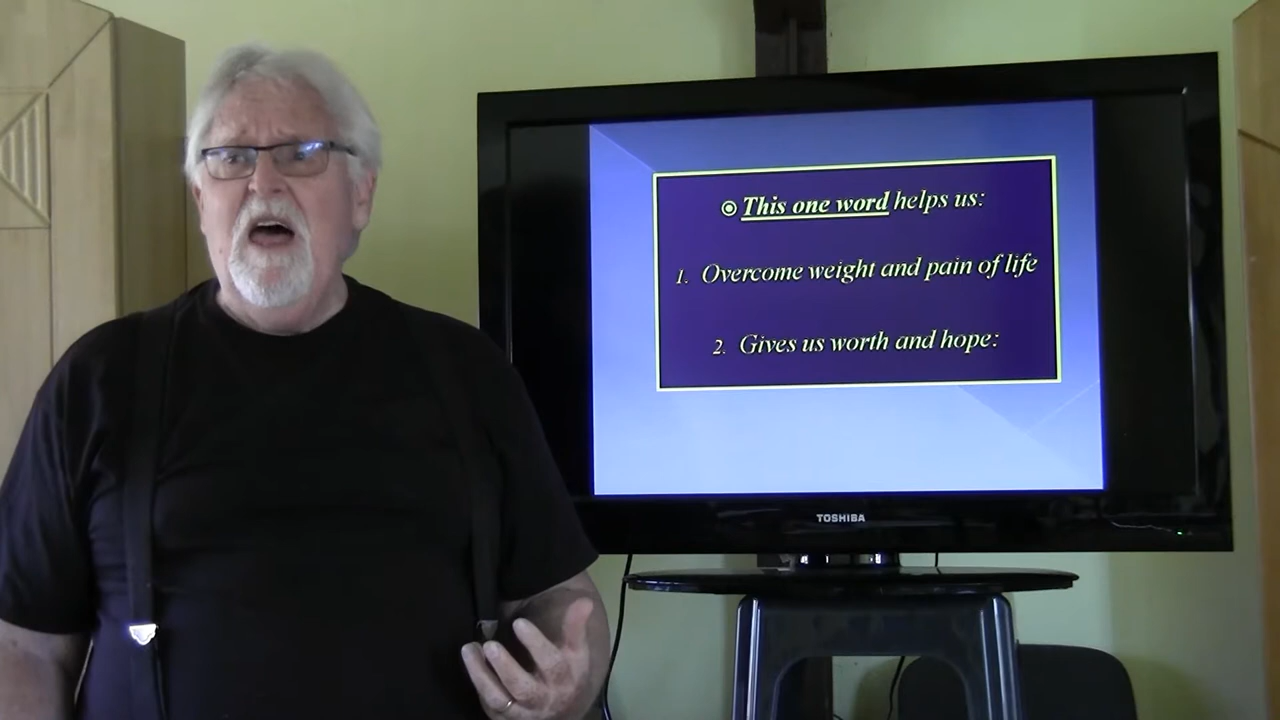 ◉ This one word helps us:
1. Overcome weight and pain of life
2. Gives us worth and hope:
TOSHIBA